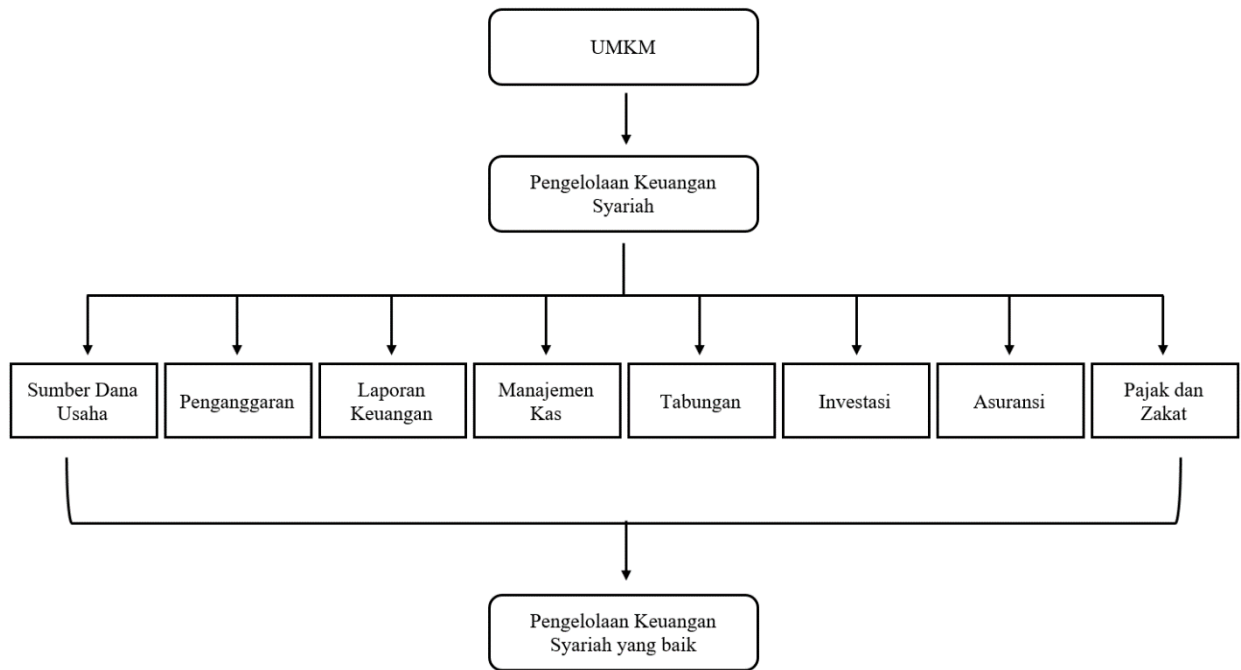 UMKM
Pengelolaan Keuangan
Syariah
Sumber Dana
Usaha
Penganggaran
Laporan
Keuangan
Manajemen
Kas
Tabungan
Investasi
Asuransi
Pajak dan
Zakat
Pengelolaan Keuangan
Syariah yang baik